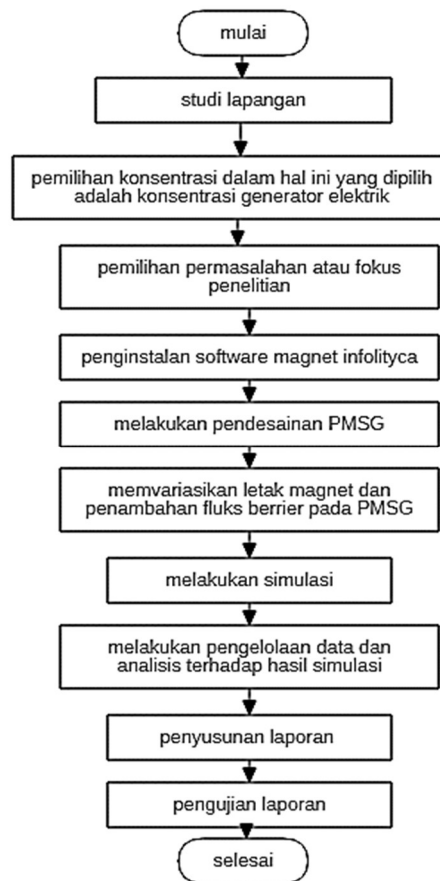 mulai
studi lapangan
pemilihan konsentrasi dalam hal ini yang dipilih
adalah konsentrasi generator elektrik
pemilihan permasalahan atau fokus
penelitian
penginstalan software magnet infolityca
melakukan pendesainan PMSG
memvariasikan letak magnet dan
penambahan fluks berrier pada PMSG
melakukan simulasi
melakukan pengelolaan data dan
analisis terhadap hasil simulasi
penyusunan laporan
pengujian laporan
selesai